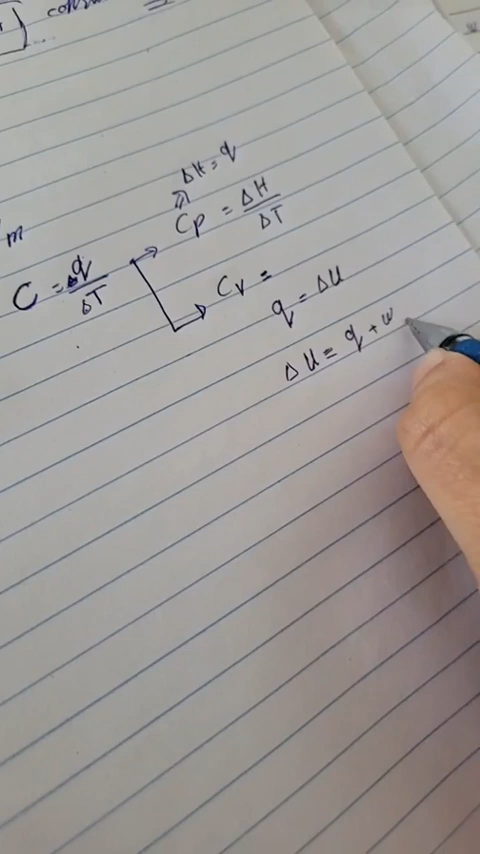 ΔH = q
Cp = ΔH / ΔT
m
C = Δq / ΔT
Cv =
q = ΔU
ΔU = q + w